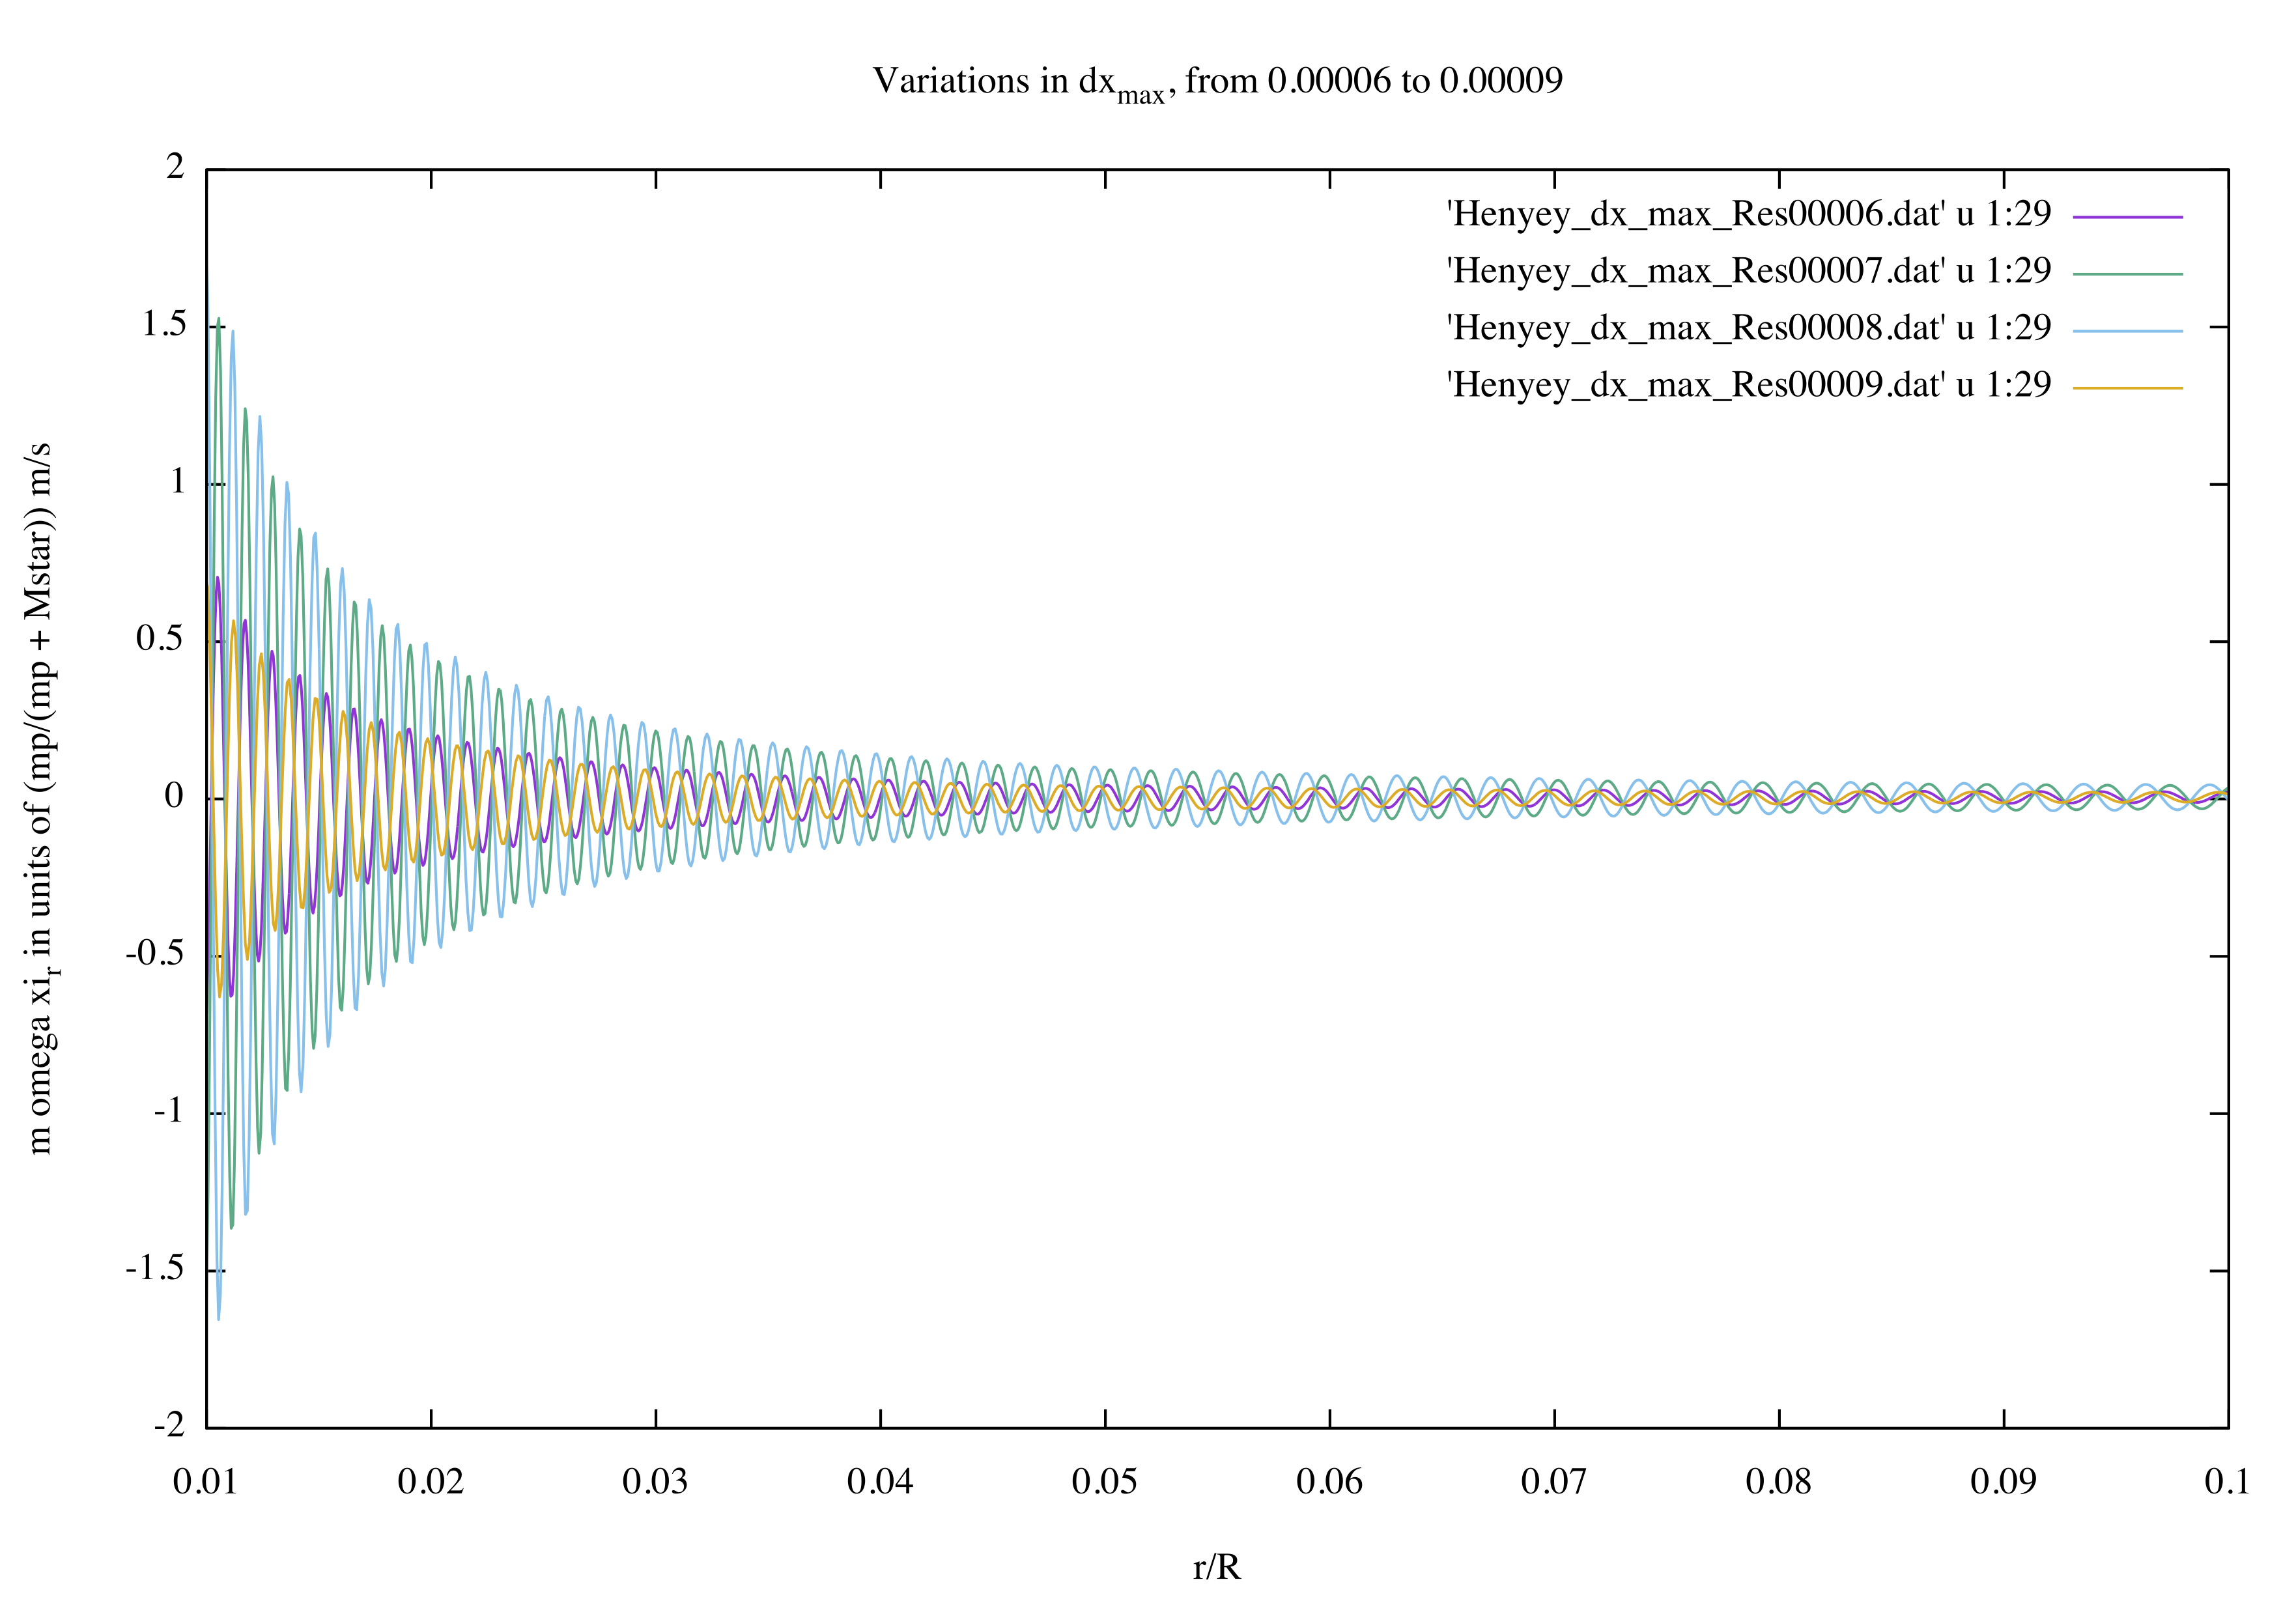 Variations in dxmax, from 0.00006 to 0.00009
2
1.5
1
0.5
0
-0.5
-1
-1.5
-2
m omega xir in units of (mp/(mp + Mstar)) m/s
'Henyey_dx_max_Res00006.dat' u 1:29
'Henyey_dx_max_Res00007.dat' u 1:29
'Henyey_dx_max_Res00008.dat' u 1:29
'Henyey_dx_max_Res00009.dat' u 1:29
0.01 0.02 0.03 0.04 0.05 0.06 0.07 0.08 0.09 0.1
r/R